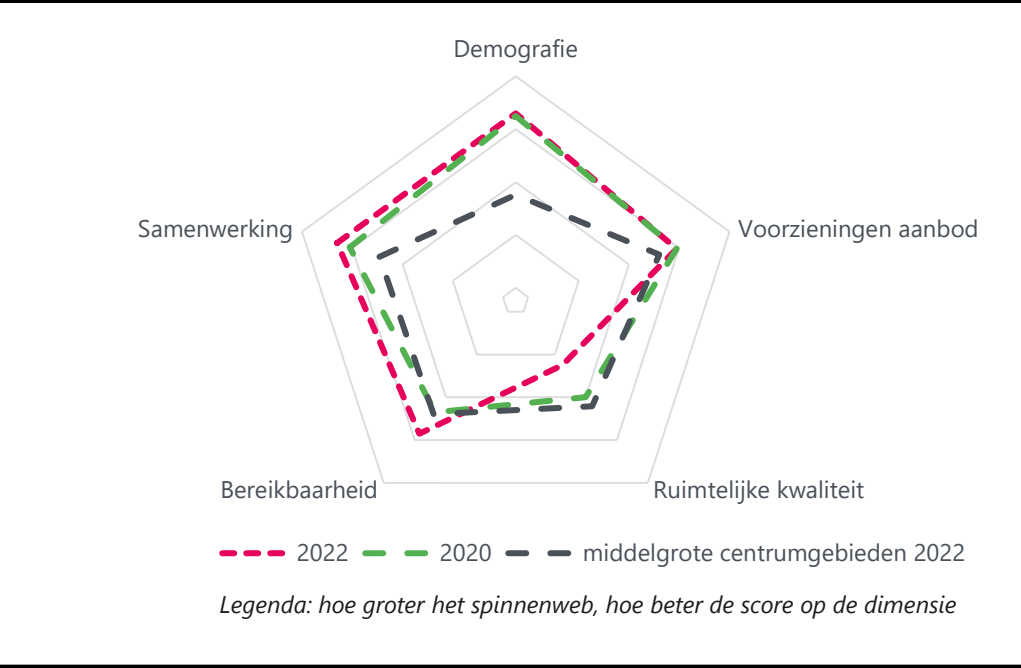 Demografie
Samenwerking
Voorzieningen aanbod
Bereikbaarheid
Ruimtelijke kwaliteit
2022 2020 middelgrote centrumgebieden 2022
Legenda: hoe groter het spinnenweb, hoe beter de score op de dimensie